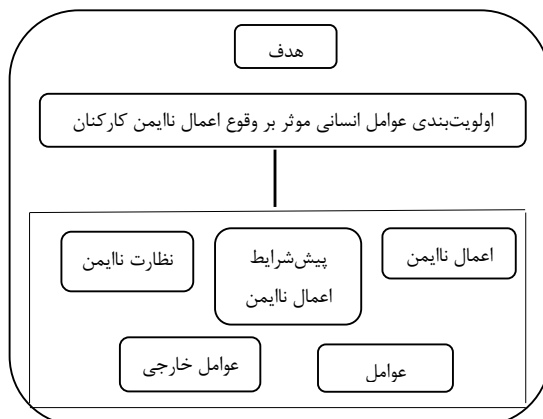 هدف
اولویت‌بندی عوامل انسانی موثر بر وقوع اعمال ناایمن کارکنان
اعمال ناایمن
پیش‌شرایط
اعمال ناایمن
نظارت ناایمن
عوامل
عوامل خارجی